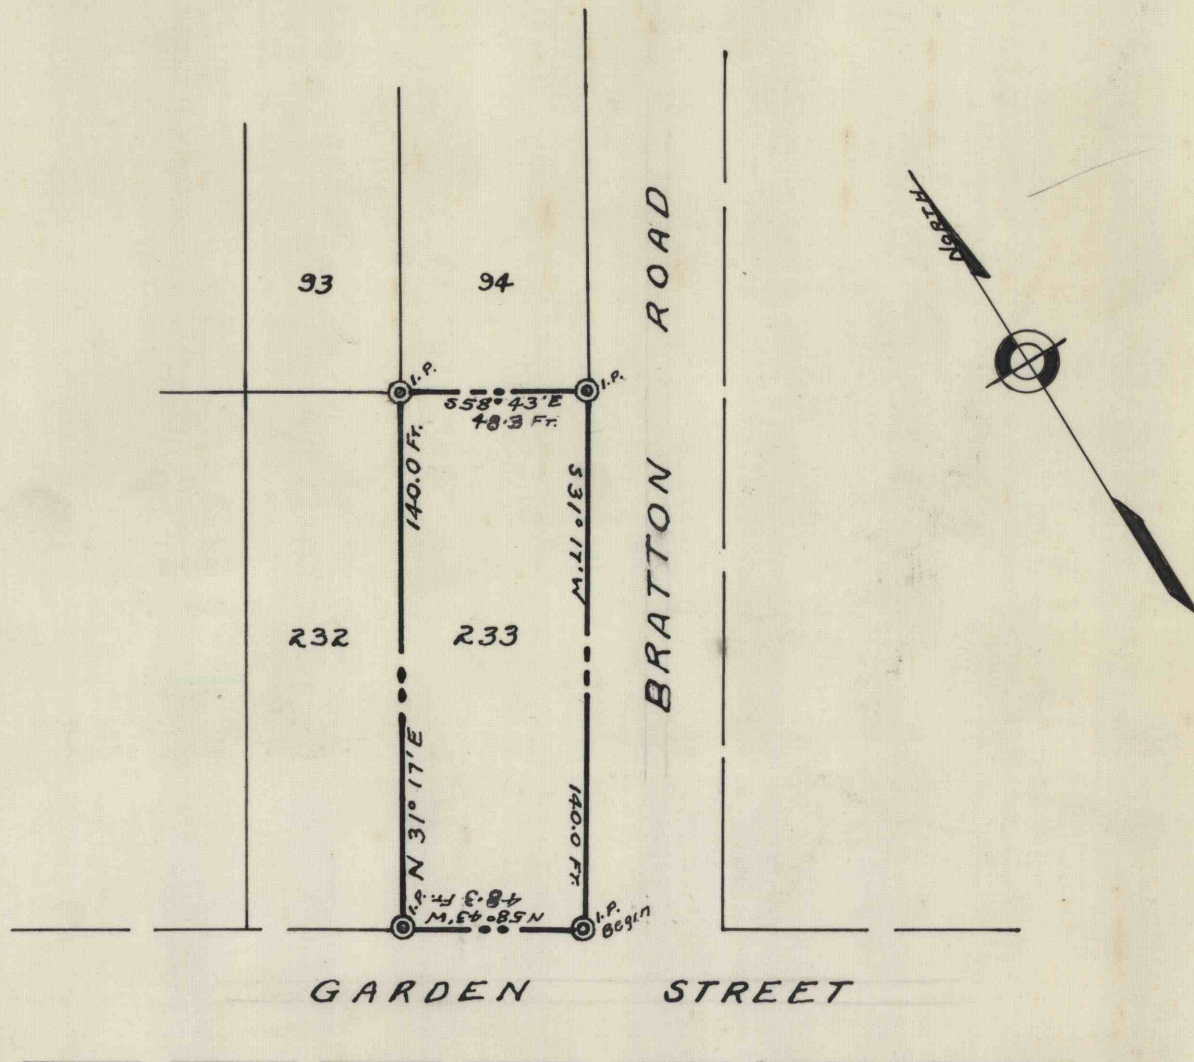 NORTH
ROAD
BRATTON
93
94
I.P.
I.P.
S58° 43' E
48.3 FT.
140.0 FT.
S 31° 17' W
232
233
N 31° 17' E
140.0 FT.
48.3 FT.
N58° 43' W
I.P.
I.P.
Begin
GARDEN STREET